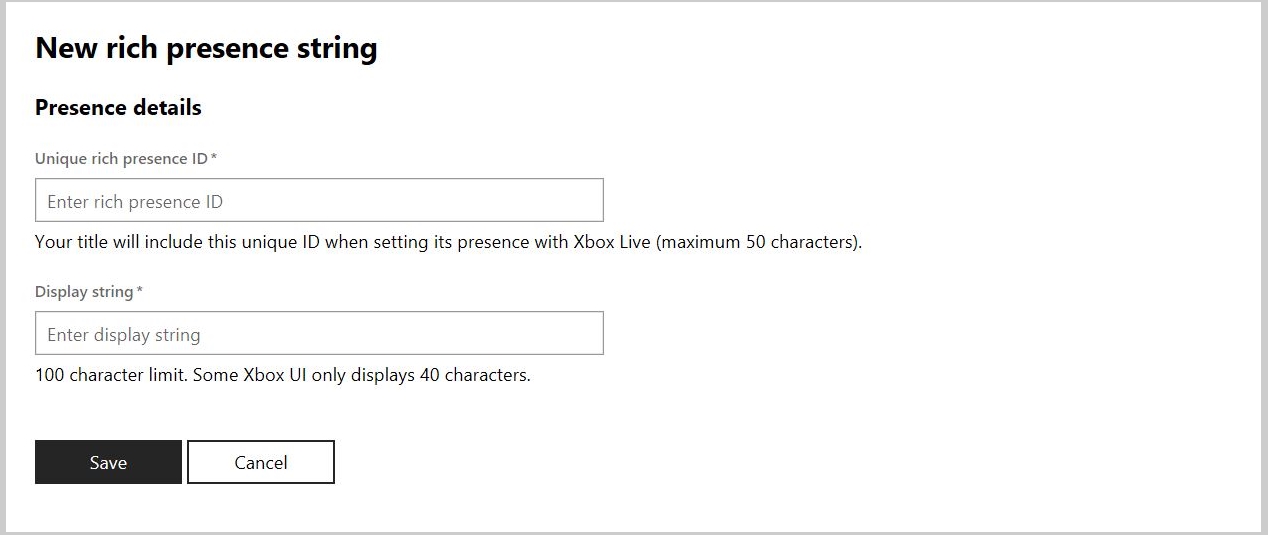 New rich presence string
Presence details
Unique rich presence ID *
Enter rich presence ID
Your title will include this unique ID when setting its presence with Xbox Live (maximum 50 characters).
Display string *
Enter display string
100 character limit. Some Xbox UI only displays 40 characters.
Save Cancel